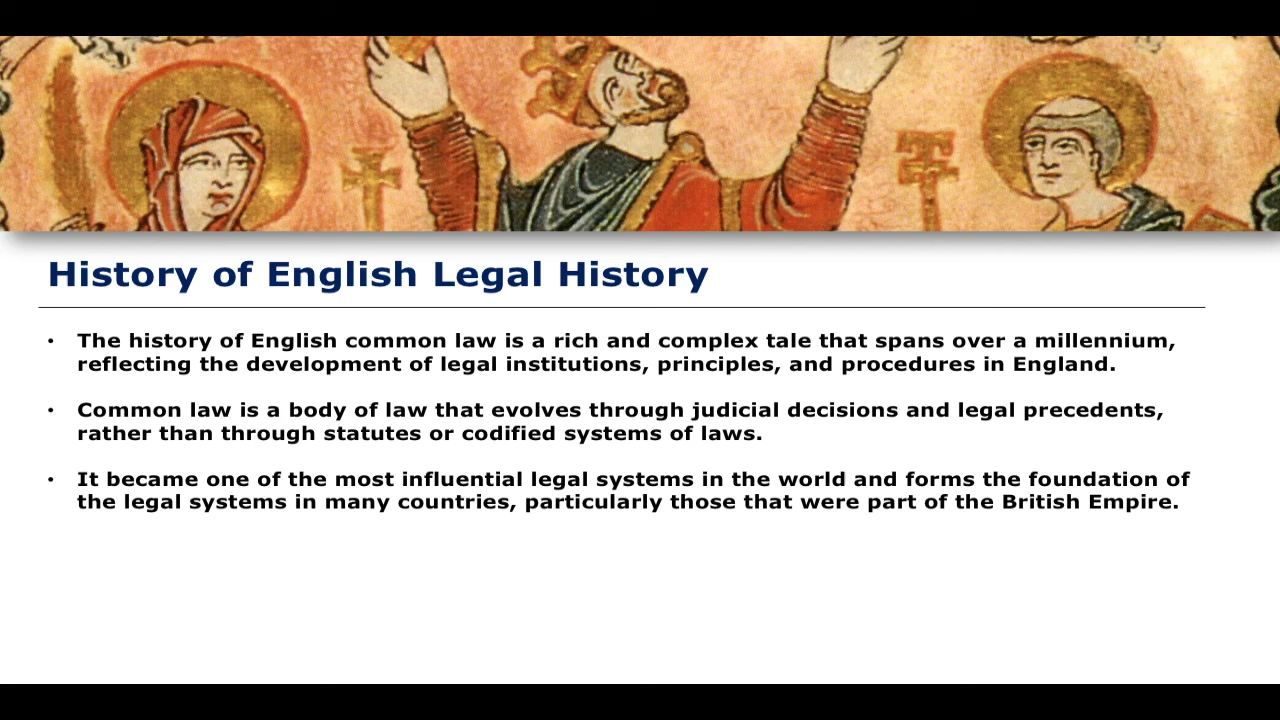 History of English Legal History
• The history of English common law is a rich and complex tale that spans over a millennium,
reflecting the development of legal institutions, principles, and procedures in England.
• Common law is a body of law that evolves through judicial decisions and legal precedents,
rather than through statutes or codified systems of laws.
• It became one of the most influential legal systems in the world and forms the foundation of
the legal systems in many countries, particularly those that were part of the British Empire.